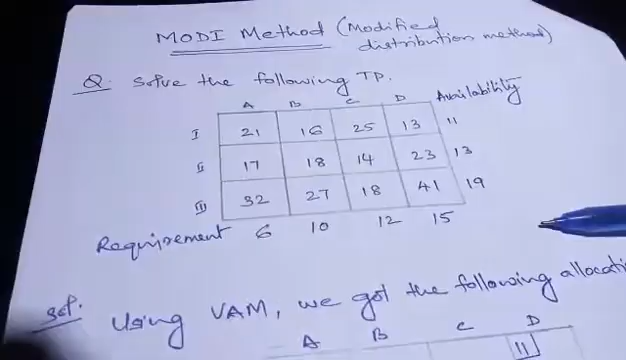 MODI Method (Modified
distribution method)
Q. Solve the following TP.
A B C D Availability
I 21 16 25 13 11
II 17 18 14 23 13
III 32 27 18 41 19
Requirement 6 10 12 15
Sol. Using VAM, we got the following
A B C D
11